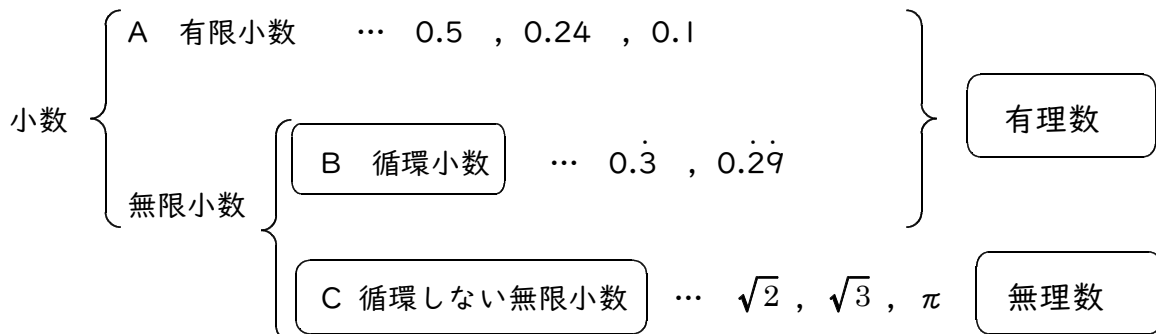 A 有限小数 … 0.5 , 0.24 , 0.1
小数
有理数
B 循環小数 … 0.3̇ , 0.2̇9̇
無限小数
C 循環しない無限小数 … √2 , √3 , π
無理数